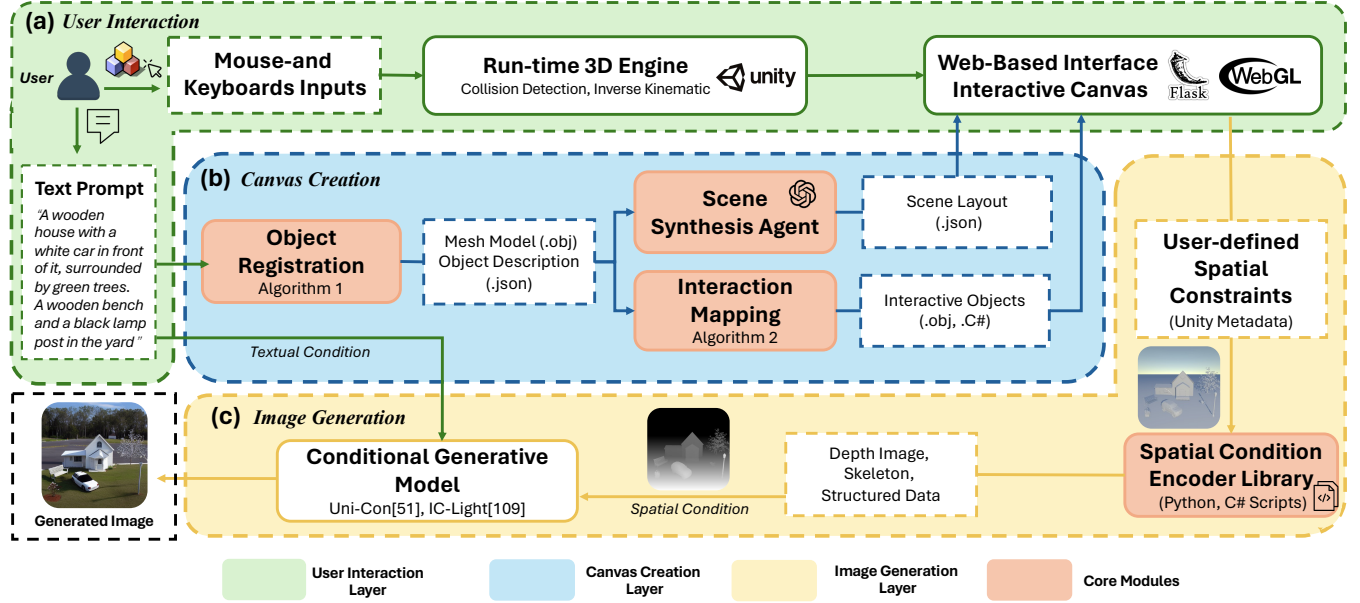 (a) User Interaction
User
Mouse-and
Keyboards Inputs
Run-time 3D Engine
Collision Detection, Inverse Kinematic
unity
Web-Based Interface
Interactive Canvas
Flask
WebGL
Text Prompt
"A wooden
house with a
white car in front
of it, surrounded
by green trees.
A wooden bench
and a black lamp
post in the yard"
(b) Canvas Creation
Object
Registration
Algorithm 1
Mesh Model (.obj)
Object Description
(.json)
Scene
Synthesis Agent
Scene Layout
(.json)
Interaction
Mapping
Algorithm 2
Interactive Objects
(.obj, .C#)
Textual Condition
User-defined
Spatial
Constraints
(Unity Metadata)
(c) Image Generation
Conditional Generative
Model
Uni-Con[51], IC-Light[109]
Spatial Condition
Depth Image,
Skeleton,
Structured Data
Spatial Condition
Encoder Library
(Python, C# Scripts)
</>
Generated Image
User Interaction
Layer
Canvas Creation
Layer
Image Generation
Layer
Core Modules